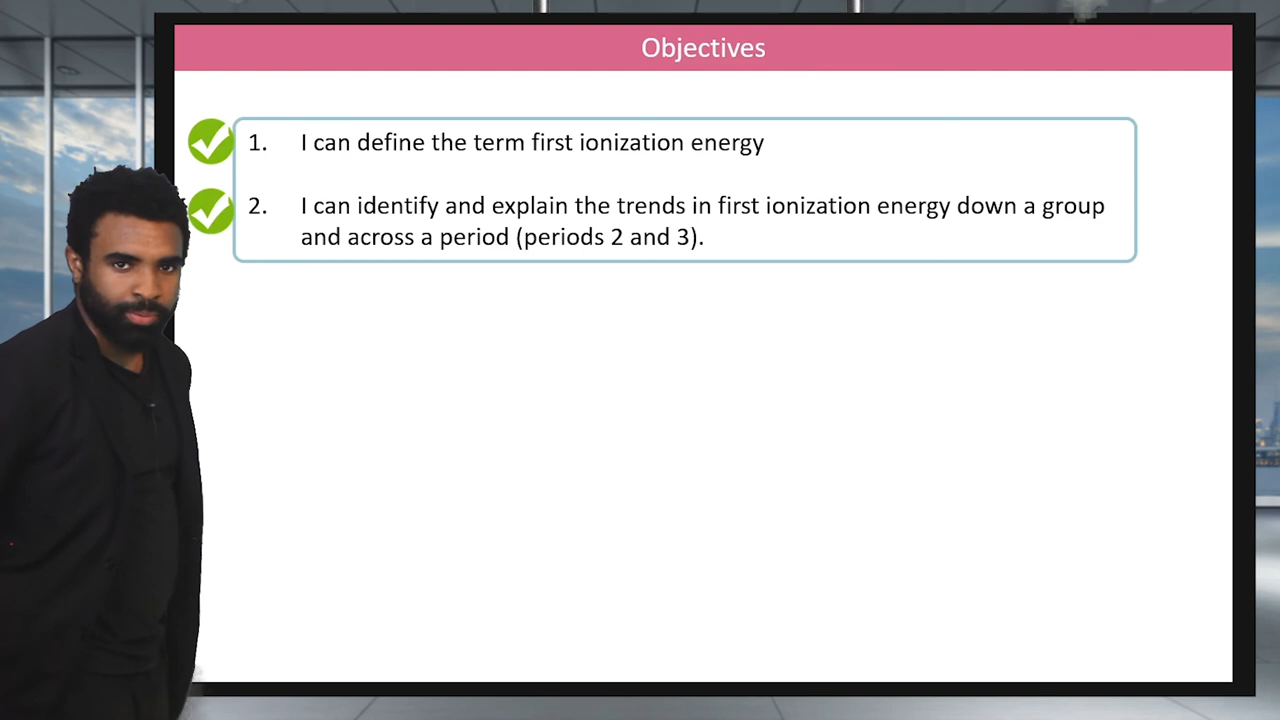 Objectives
1. I can define the term first ionization energy
2. I can identify and explain the trends in first ionization energy down a group
and across a period (periods 2 and 3).